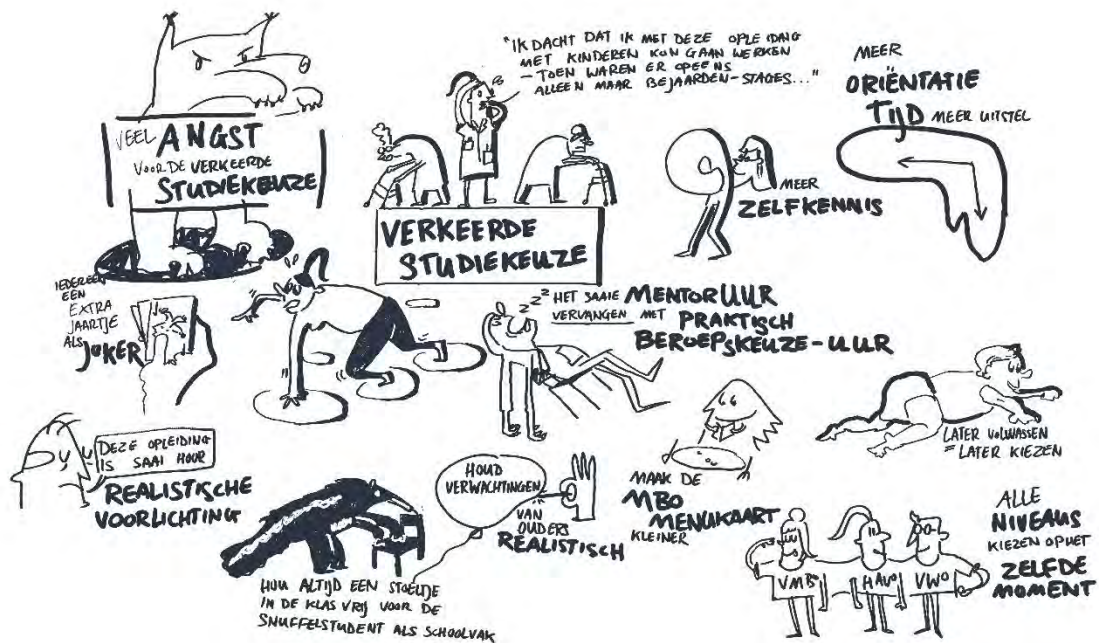 VEEL ANGST
VOOR DE VERKEERDE
STUDIEKEUZE
"IK DACHT DAT IK MET DEZE OPLEIDING
MET KINDEREN KON GAAN WERKEN
– TOEN WAREN ER OPEENS
ALLEEN MAAR BEJAARDEN-STAGES..."
VERKEERDE
STUDIEKEUZE
MEER
ZELFKENNIS
MEER
ORIËNTATIE
TIJD MEER UITSTEL
IEDEREEN
EEN
EXTRA
JAARTJE
ALS
JOKER
ZZZ
HET SAAIE MENTORUUR
VERVANGEN MET PRAKTISCH
BEROEPSKEUZE-UUR
LATER VOLWASSEN
= LATER KIEZEN
DEZE OPLEIDING
IS SAAI HOOR
REALISTISCHE
VOORLICHTING
HOU ALTIJD EEN STOELTJE
IN DE KLAS VRIJ VOOR DE
SNUFFELSTUDENT ALS SCHOOLVAK
HOUD
VERWACHTINGEN
VAN
OUDERS
REALISTISCH
MAAK DE
MBO
MENUKAART
KLEINER
VMBO
HAVO
VWO
ALLE
NIVEAUS
KIEZEN OP HET
ZELFDE
MOMENT